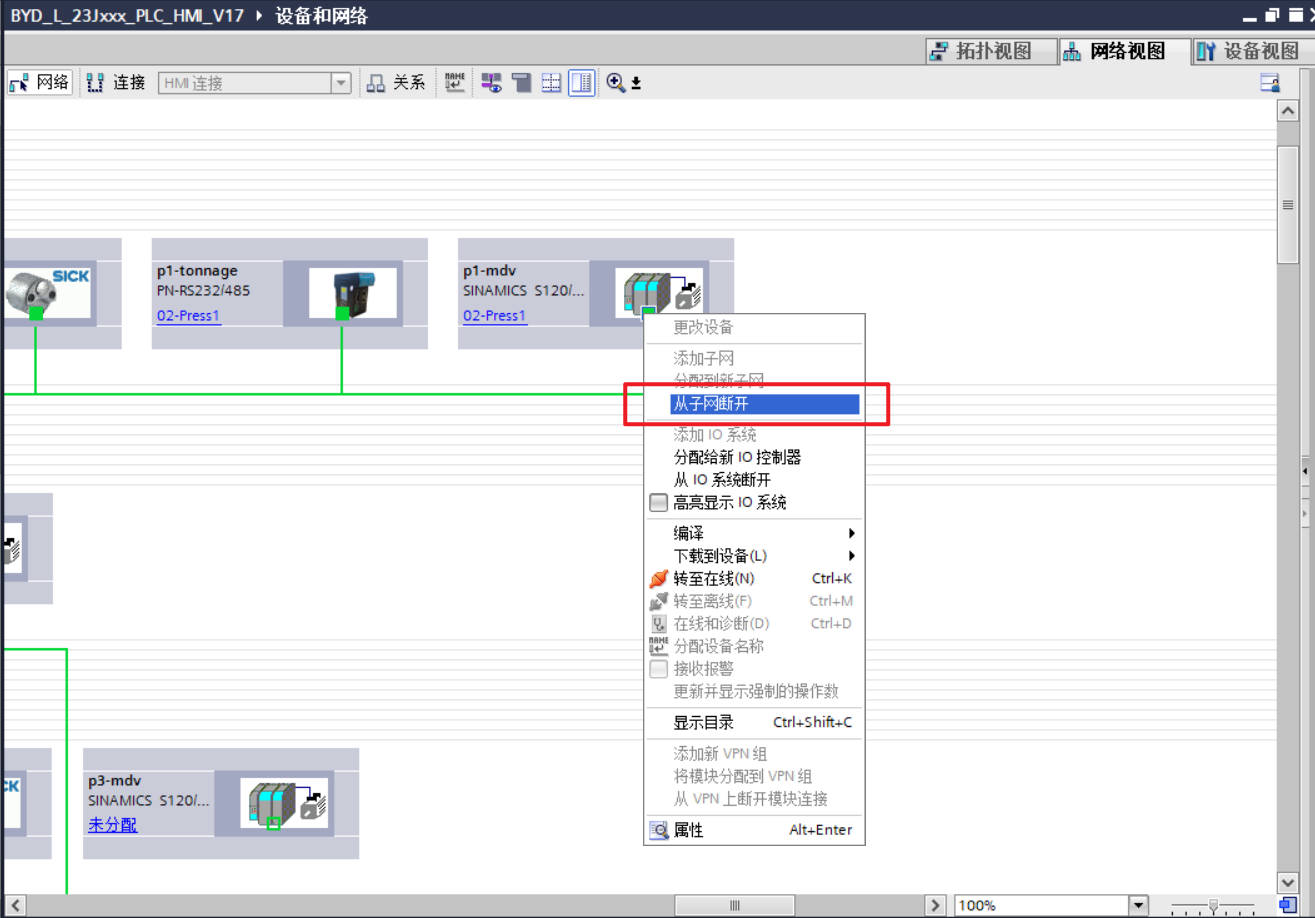 BYD_L_23Jxxx_PLC_HMI_V17 ▸ 设备和网络
拓扑视图 网络视图 设备视图
网络 连接 HMI 连接 关系
SICK
p1-tonnage
PN-RS232/485
02-Press1
p1-mdv
SINAMICS S120/...
02-Press1
更改设备
添加子网
分配到新子网
从子网断开
添加 IO 系统
分配给新 IO 控制器
从 IO 系统断开
高亮显示 IO 系统
编译
下载到设备(L)
转至在线(N) Ctrl+K
转至离线(F) Ctrl+M
在线和诊断(D) Ctrl+D
分配设备名称
接收报警
更新并显示强制的操作数
显示目录 Ctrl+Shift+C
添加新 VPN 组
将模块分配到 VPN 组
从 VPN 上断开模块连接
属性 Alt+Enter
CK
p3-mdv
SINAMICS S120/...
未分配
100%